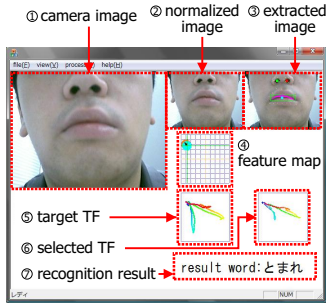 ① camera image
② normalized image
③ extracted image
file(F) view(V) process(P) help(H)
④ feature map
⑤ target TF
⑥ selected TF
⑦ recognition result
result word:とまれ
レディ
NUM